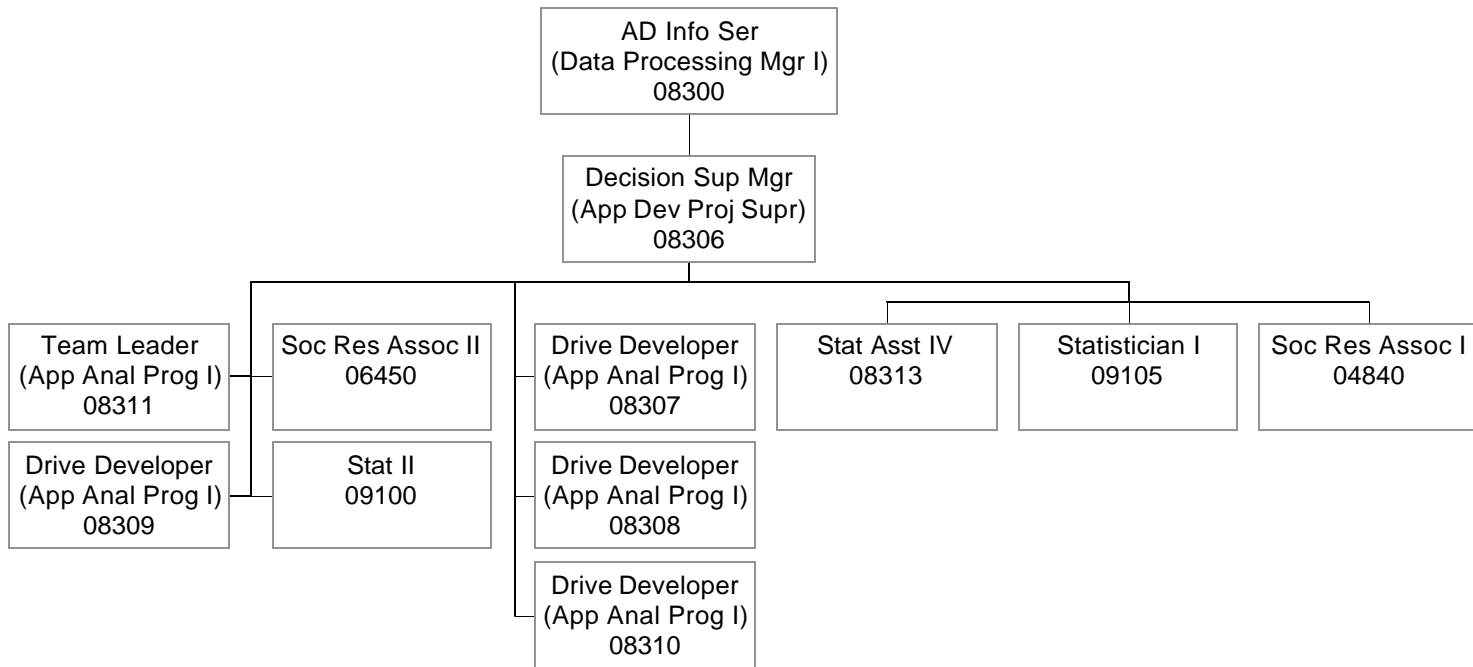 AD Info Ser
(Data Processing Mgr I)
08300
Decision Sup Mgr
(App Dev Proj Supr)
08306
Team Leader
(App Anal Prog I)
08311
Soc Res Assoc II
06450
Drive Developer
(App Anal Prog I)
08307
Stat Asst IV
08313
Statistician I
09105
Soc Res Assoc I
04840
Drive Developer
(App Anal Prog I)
08309
Stat II
09100
Drive Developer
(App Anal Prog I)
08308
Drive Developer
(App Anal Prog I)
08310